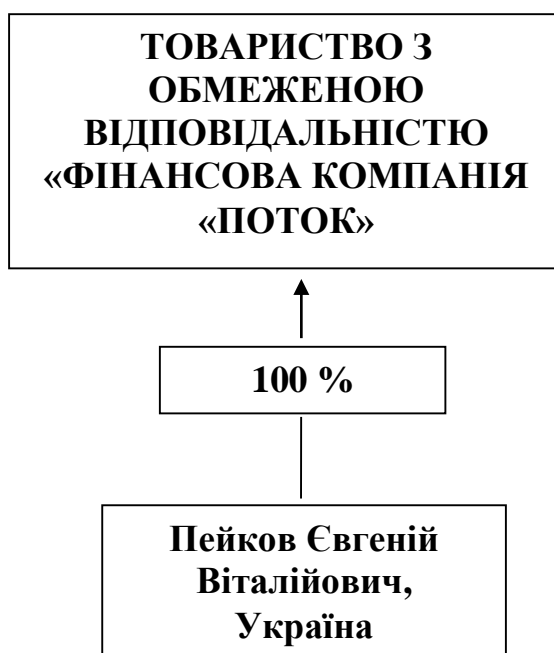 ТОВАРИСТВО З
ОБМЕЖЕНОЮ
ВІДПОВІДАЛЬНІСТЮ
«ФІНАНСОВА КОМПАНІЯ
«ПОТОК»
100 %
Пейков Євгеній
Віталійович,
Україна